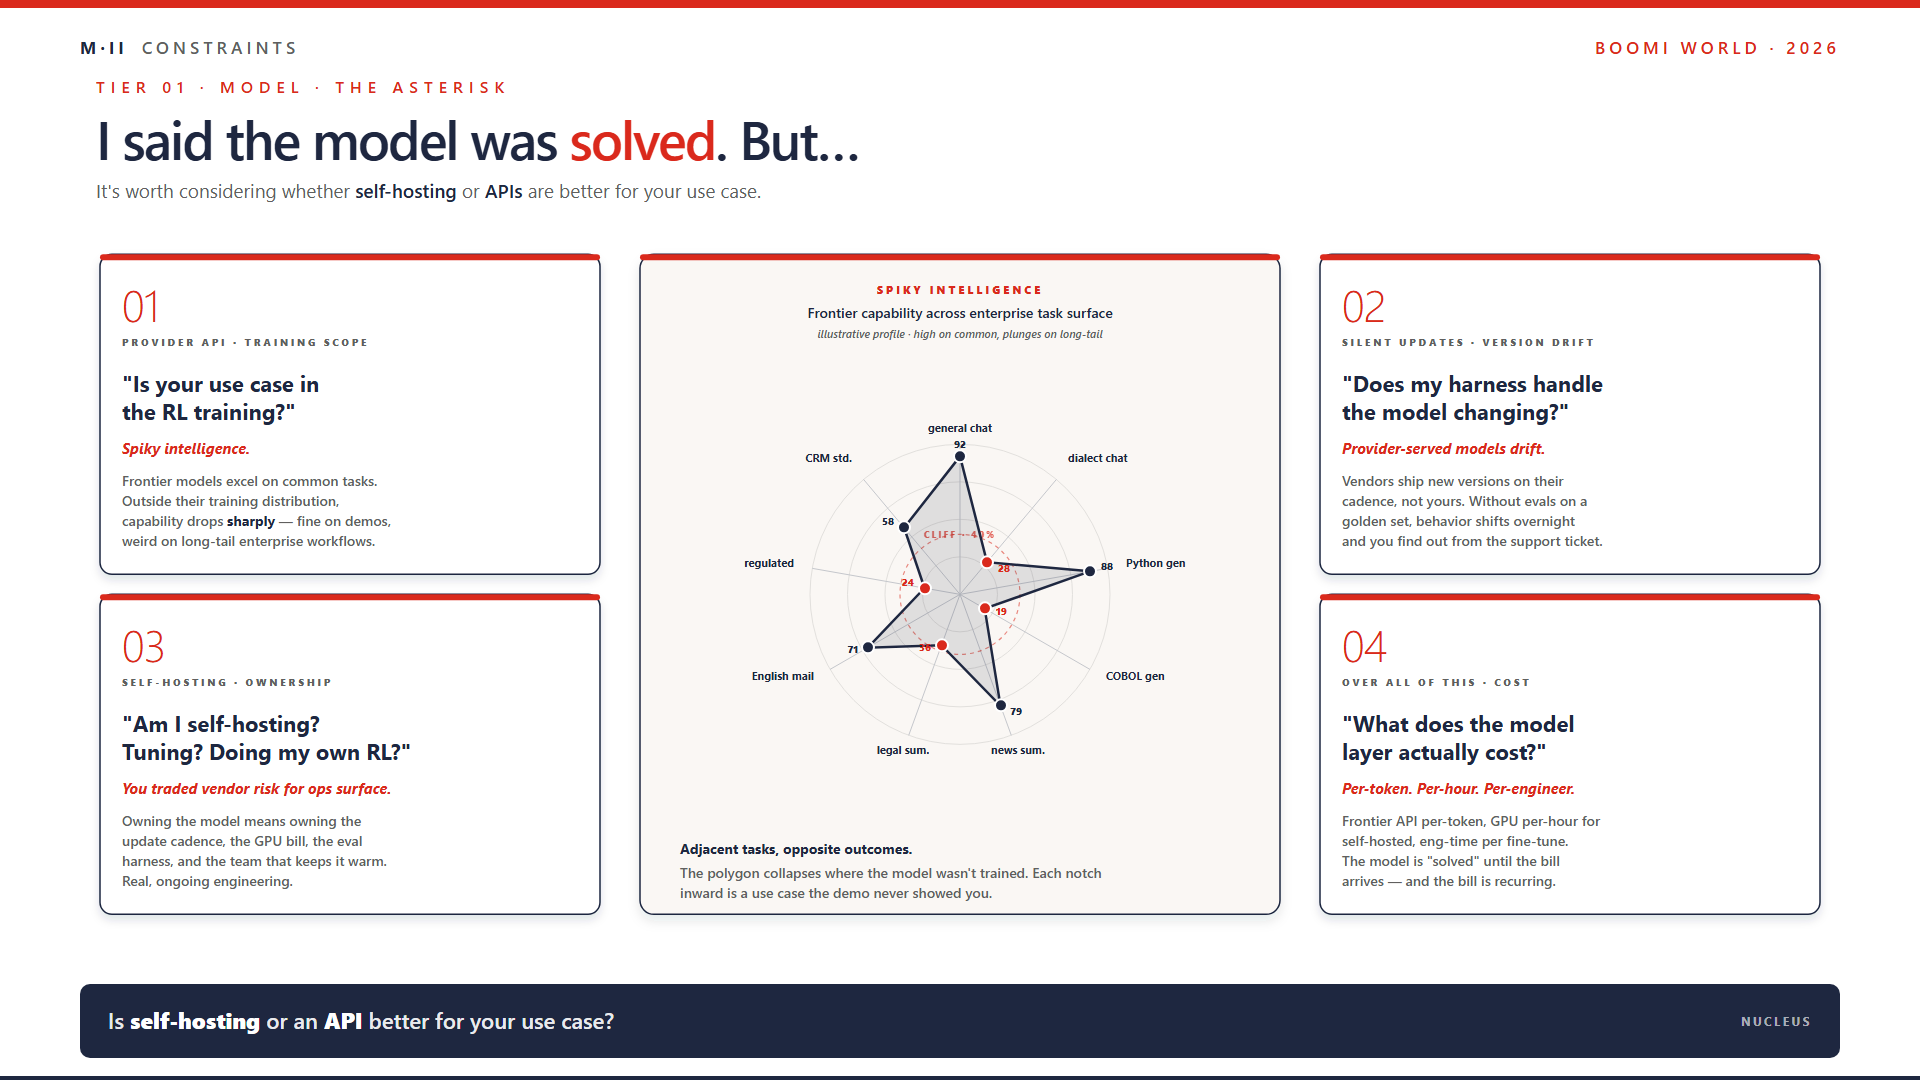 M·II CONSTRAINTS
BOOMI WORLD · 2026
TIER 01 · MODEL · THE ASTERISK
I said the model was solved. But...
It's worth considering whether self-hosting or APIs are better for your use case.
01
PROVIDER API · TRAINING SCOPE
"Is your use case in
the RL training?"
Spiky intelligence.
Frontier models excel on common tasks.
Outside their training distribution,
capability drops sharply — fine on demos,
weird on long-tail enterprise workflows.
SPIKY INTELLIGENCE
Frontier capability across enterprise task surface
illustrative profile · high on common, plunges on long-tail
general chat
92
CRM std.
dialect chat
58
CLIFF · 40%
regulated
24
28
88
Python gen
19
71
36
English mail
COBOL gen
79
legal sum.
news sum.
Adjacent tasks, opposite outcomes.
The polygon collapses where the model wasn't trained. Each notch
inward is a use case the demo never showed you.
02
SILENT UPDATES · VERSION DRIFT
"Does my harness handle
the model changing?"
Provider-served models drift.
Vendors ship new versions on their
cadence, not yours. Without evals on a
golden set, behavior shifts overnight
and you find out from the support ticket.
03
SELF-HOSTING · OWNERSHIP
"Am I self-hosting?
Tuning? Doing my own RL?"
You traded vendor risk for ops surface.
Owning the model means owning the
update cadence, the GPU bill, the eval
harness, and the team that keeps it warm.
Real, ongoing engineering.
04
OVER ALL OF THIS · COST
"What does the model
layer actually cost?"
Per-token. Per-hour. Per-engineer.
Frontier API per-token, GPU per-hour for
self-hosted, eng-time per fine-tune.
The model is "solved" until the bill
arrives — and the bill is recurring.
Is self-hosting or an API better for your use case?
NUCLEUS